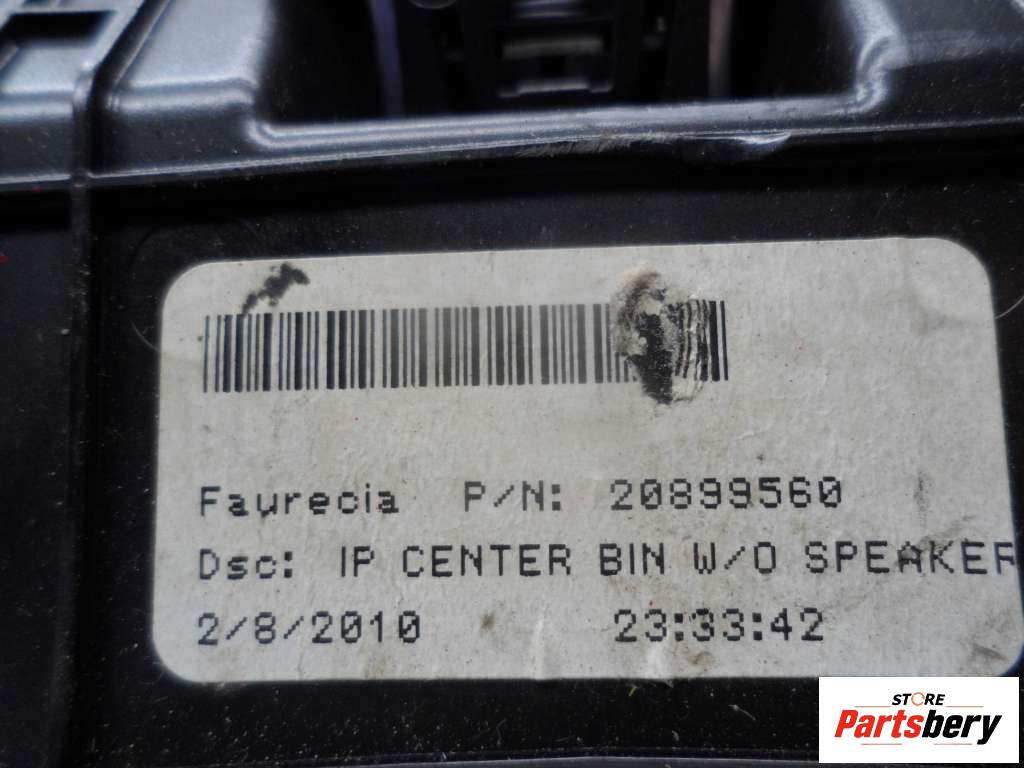 Faurecia P/N: 20899560
Dsc: IP CENTER BIN W/O SPEAKER
2/8/2010 23:33:42
STORE
Partsbery